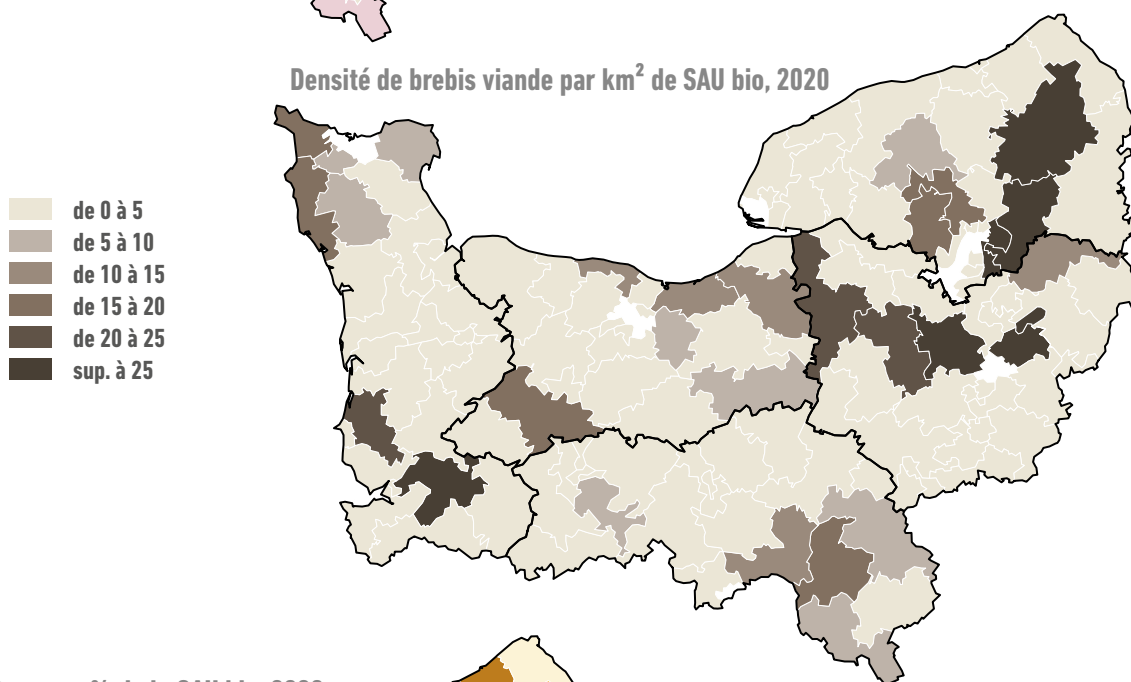 Densité de brebis viande par km² de SAU bio, 2020
de 0 à 5
de 5 à 10
de 10 à 15
de 15 à 20
de 20 à 25
sup. à 25